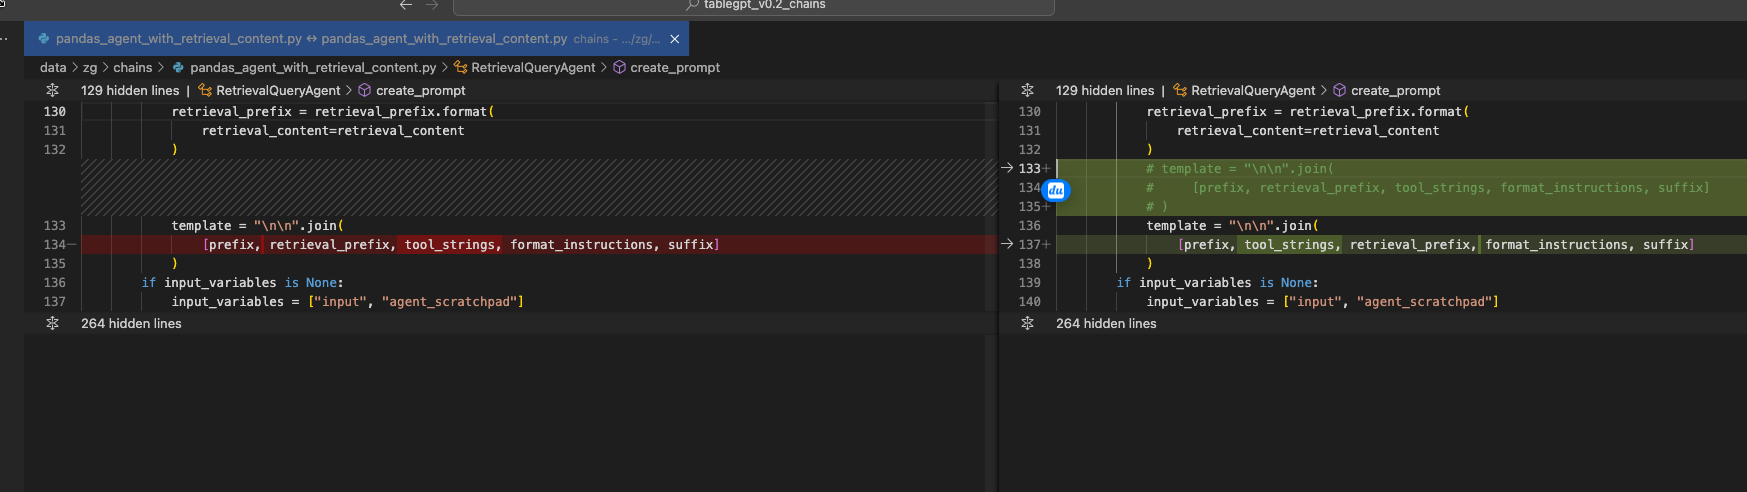 tablegpt_v0.2_chains
pandas_agent_with_retrieval_content.py ↔ pandas_agent_with_retrieval_content.py chains - .../zg/...
data > zg > chains > pandas_agent_with_retrieval_content.py > RetrievalQueryAgent > create_prompt
129 hidden lines | RetrievalQueryAgent > create_prompt
130 retrieval_prefix = retrieval_prefix.format(
131 retrieval_content=retrieval_content
132 )
133 template = "\n\n".join(
134 [prefix, retrieval_prefix, tool_strings, format_instructions, suffix]
135 )
136 if input_variables is None:
137 input_variables = ["input", "agent_scratchpad"]
264 hidden lines
129 hidden lines | RetrievalQueryAgent > create_prompt
130 retrieval_prefix = retrieval_prefix.format(
131 retrieval_content=retrieval_content
132 )
133+ # template = "\n\n".join(
134 # [prefix, retrieval_prefix, tool_strings, format_instructions, suffix]
du
135+ # )
136 template = "\n\n".join(
137+ [prefix, tool_strings, retrieval_prefix, format_instructions, suffix]
138 )
139 if input_variables is None:
140 input_variables = ["input", "agent_scratchpad"]
264 hidden lines